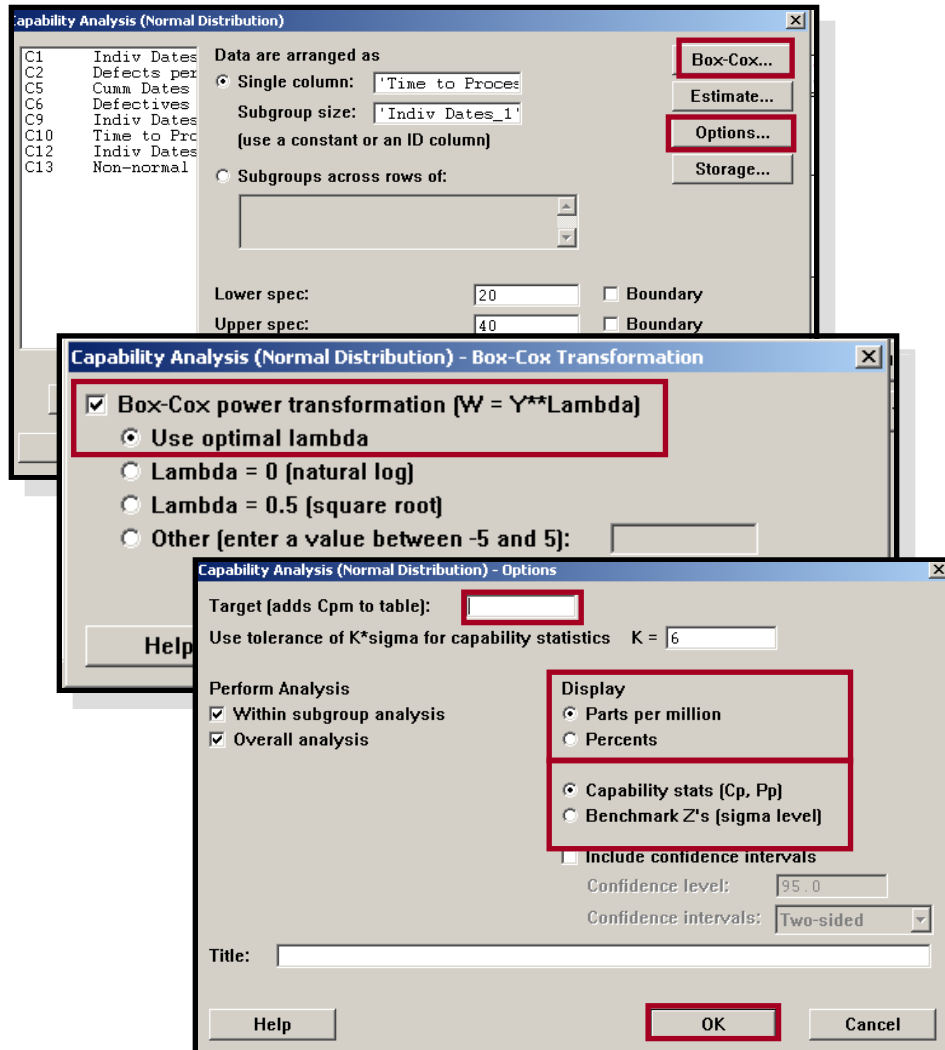 apability Analysis (Normal Distribution)
C1 Indiv Dates
C2 Defects per
C5 Cumm Dates
C6 Defectives
C9 Indiv Dates
C10 Time to Pro
C12 Indiv Dates
C13 Non-normal
Data are arranged as
Single column: 'Time to Proces
Subgroup size: 'Indiv Dates_1'
(use a constant or an ID column)
Subgroups across rows of:
Lower spec: 20 Boundary
Upper spec: 40 Boundary
Box-Cox...
Estimate...
Options...
Storage...
Capability Analysis (Normal Distribution) - Box-Cox Transformation
Box-Cox power transformation (W = Y**Lambda)
Use optimal lambda
Lambda = 0 (natural log)
Lambda = 0.5 (square root)
Other (enter a value between -5 and 5):
Help
Capability Analysis (Normal Distribution) - Options
Target (adds Cpm to table):
Use tolerance of K*sigma for capability statistics K = 6
Perform Analysis
Within subgroup analysis
Overall analysis
Display
Parts per million
Percents
Capability stats (Cp, Pp)
Benchmark Z's (sigma level)
Include confidence intervals
Confidence level: 95.0
Confidence intervals: Two-sided
Title:
Help
OK
Cancel